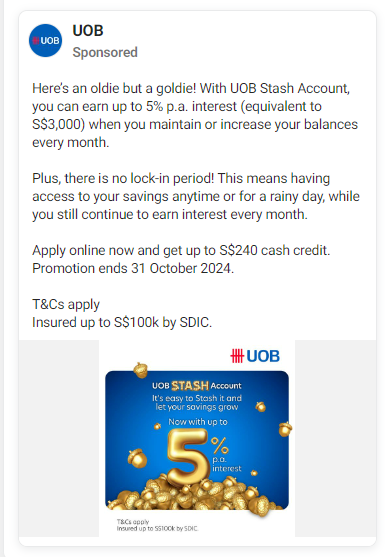 UOB
UOB
Sponsored
Here's an oldie but a goldie! With UOB Stash Account,
you can earn up to 5% p.a. interest (equivalent to
S$3,000) when you maintain or increase your balances
every month.
Plus, there is no lock-in period! This means having
access to your savings anytime or for a rainy day, while
you still continue to earn interest every month.
Apply online now and get up to S$240 cash credit.
Promotion ends 31 October 2024.
T&Cs apply
Insured up to S$100k by SDIC.
UOB
UOB STASH Account
It's easy to Stash it and
let your savings grow
Now with up to
5%
p.a.
interest
T&Cs apply
Insured up to S$100k by SDIC